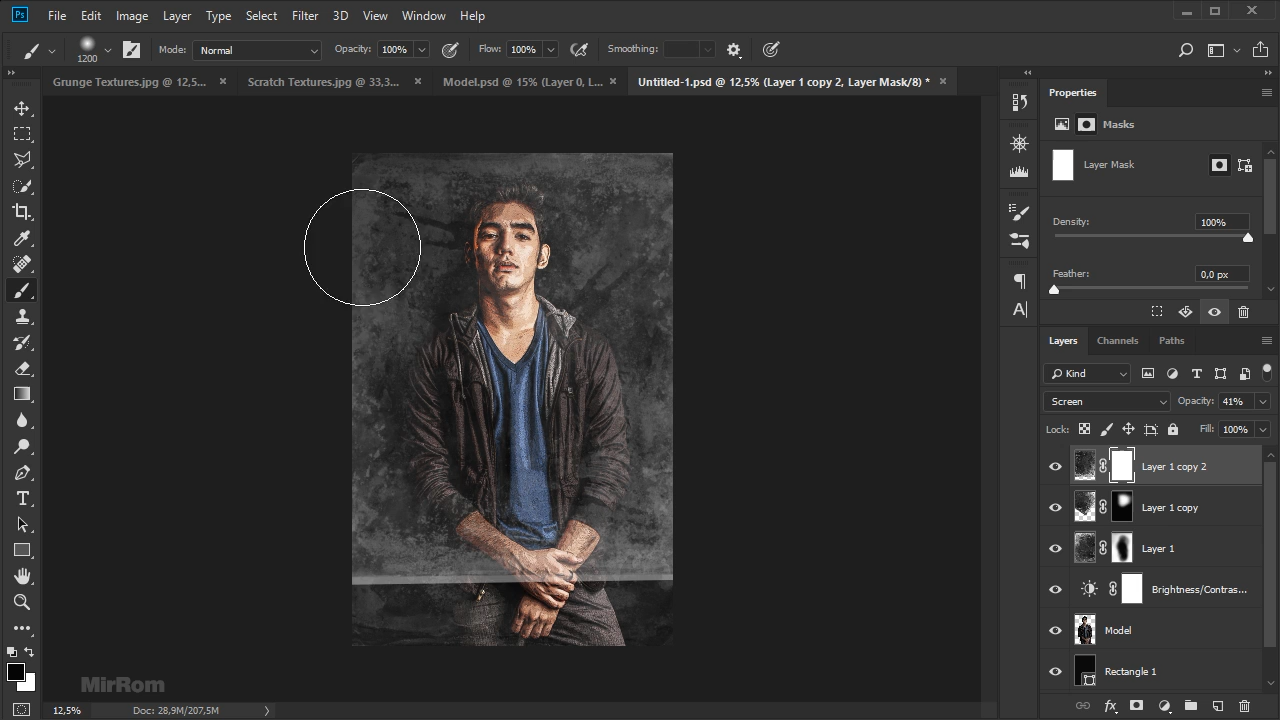 Ps File Edit Image Layer Type Select Filter 3D View Window Help
1200 Mode: Normal Opacity: 100% Flow: 100% Smoothing:
Grunge Textures.jpg @ 12,5... × Scratch Textures.jpg @ 33,3... × Model.psd @ 15% (Layer 0, L... × Untitled-1.psd @ 12,5% (Layer 1 copy 2, Layer Mask/8) * ×
Properties
Masks
Layer Mask
Density: 100%
Feather: 0,0 px
Layers Channels Paths
Kind
Screen Opacity: 41%
Lock: Fill: 100%
Layer 1 copy 2
Layer 1 copy
Layer 1
Brightness/Contras...
Model
Rectangle 1
MirRom
12,5% Doc: 28,9M/207,5M